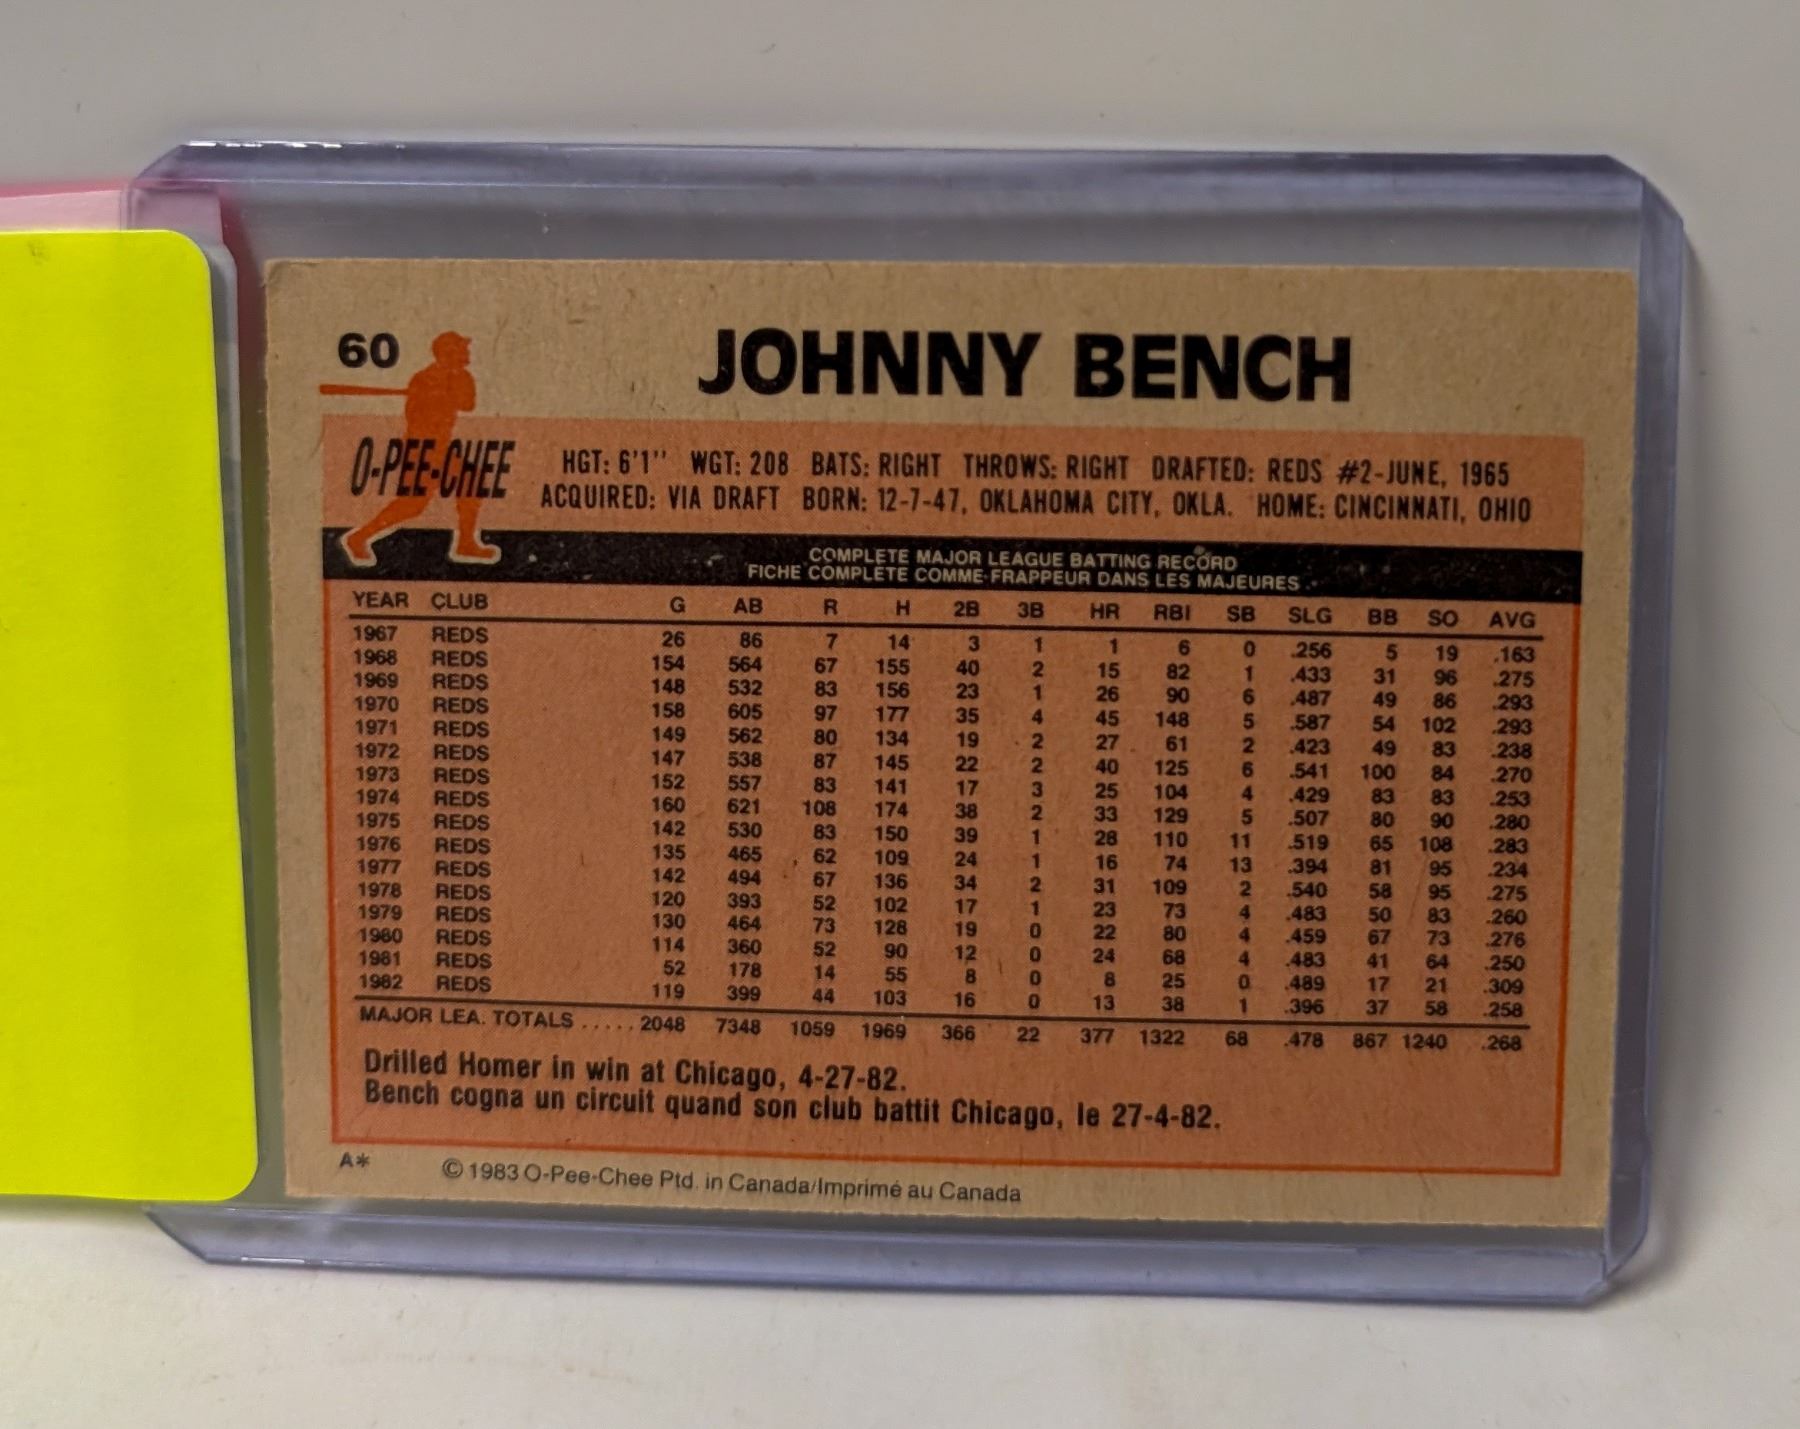 60 JOHNNY BENCH
O-PEE-CHEE
HGT: 6'1" WGT: 208 BATS: RIGHT THROWS: RIGHT DRAFTED: REDS #2-JUNE, 1965
ACQUIRED: VIA DRAFT BORN: 12-7-47, OKLAHOMA CITY, OKLA. HOME: CINCINNATI, OHIO
COMPLETE MAJOR LEAGUE BATTING RECORD
FICHE COMPLETE COMME FRAPPEUR DANS LES MAJEURES
YEAR CLUB G AB R H 2B 3B HR RBI SB SLG BB SO AVG
1967 REDS 26 86 7 14 3 1 1 6 0 .256 5 19 .163
1968 REDS 154 564 67 155 40 2 15 82 1 .433 31 96 .275
1969 REDS 148 532 83 156 23 1 26 90 6 .487 49 86 .293
1970 REDS 158 605 97 177 35 4 45 148 5 .587 54 102 .293
1971 REDS 149 562 80 134 19 2 27 61 2 .423 49 83 .238
1972 REDS 147 538 87 145 22 2 40 125 6 .541 100 84 .270
1973 REDS 152 557 83 141 17 3 25 104 4 .429 83 83 .253
1974 REDS 160 621 108 174 38 2 33 129 5 .507 80 90 .280
1975 REDS 142 530 83 150 39 1 28 110 11 .519 65 108 .283
1976 REDS 135 465 62 109 24 1 16 74 13 .394 81 95 .234
1977 REDS 142 494 67 136 34 2 31 109 2 .540 58 95 .275
1978 REDS 120 393 52 102 17 1 23 73 4 .483 50 83 .260
1979 REDS 130 464 73 128 19 0 22 80 4 .459 67 73 .276
1980 REDS 114 360 52 90 12 0 24 68 4 .483 41 64 .250
1981 REDS 52 178 14 55 8 0 8 25 0 .489 17 21 .309
1982 REDS 119 399 44 103 16 0 13 38 1 .396 37 58 .258
MAJOR LEA. TOTALS ..... 2048 7348 1059 1969 366 22 377 1322 68 .478 867 1240 .268
Drilled Homer in win at Chicago, 4-27-82.
Bench cogna un circuit quand son club battit Chicago, le 27-4-82.
A* © 1983 O-Pee-Chee Ptd. in Canada/Imprimé au Canada